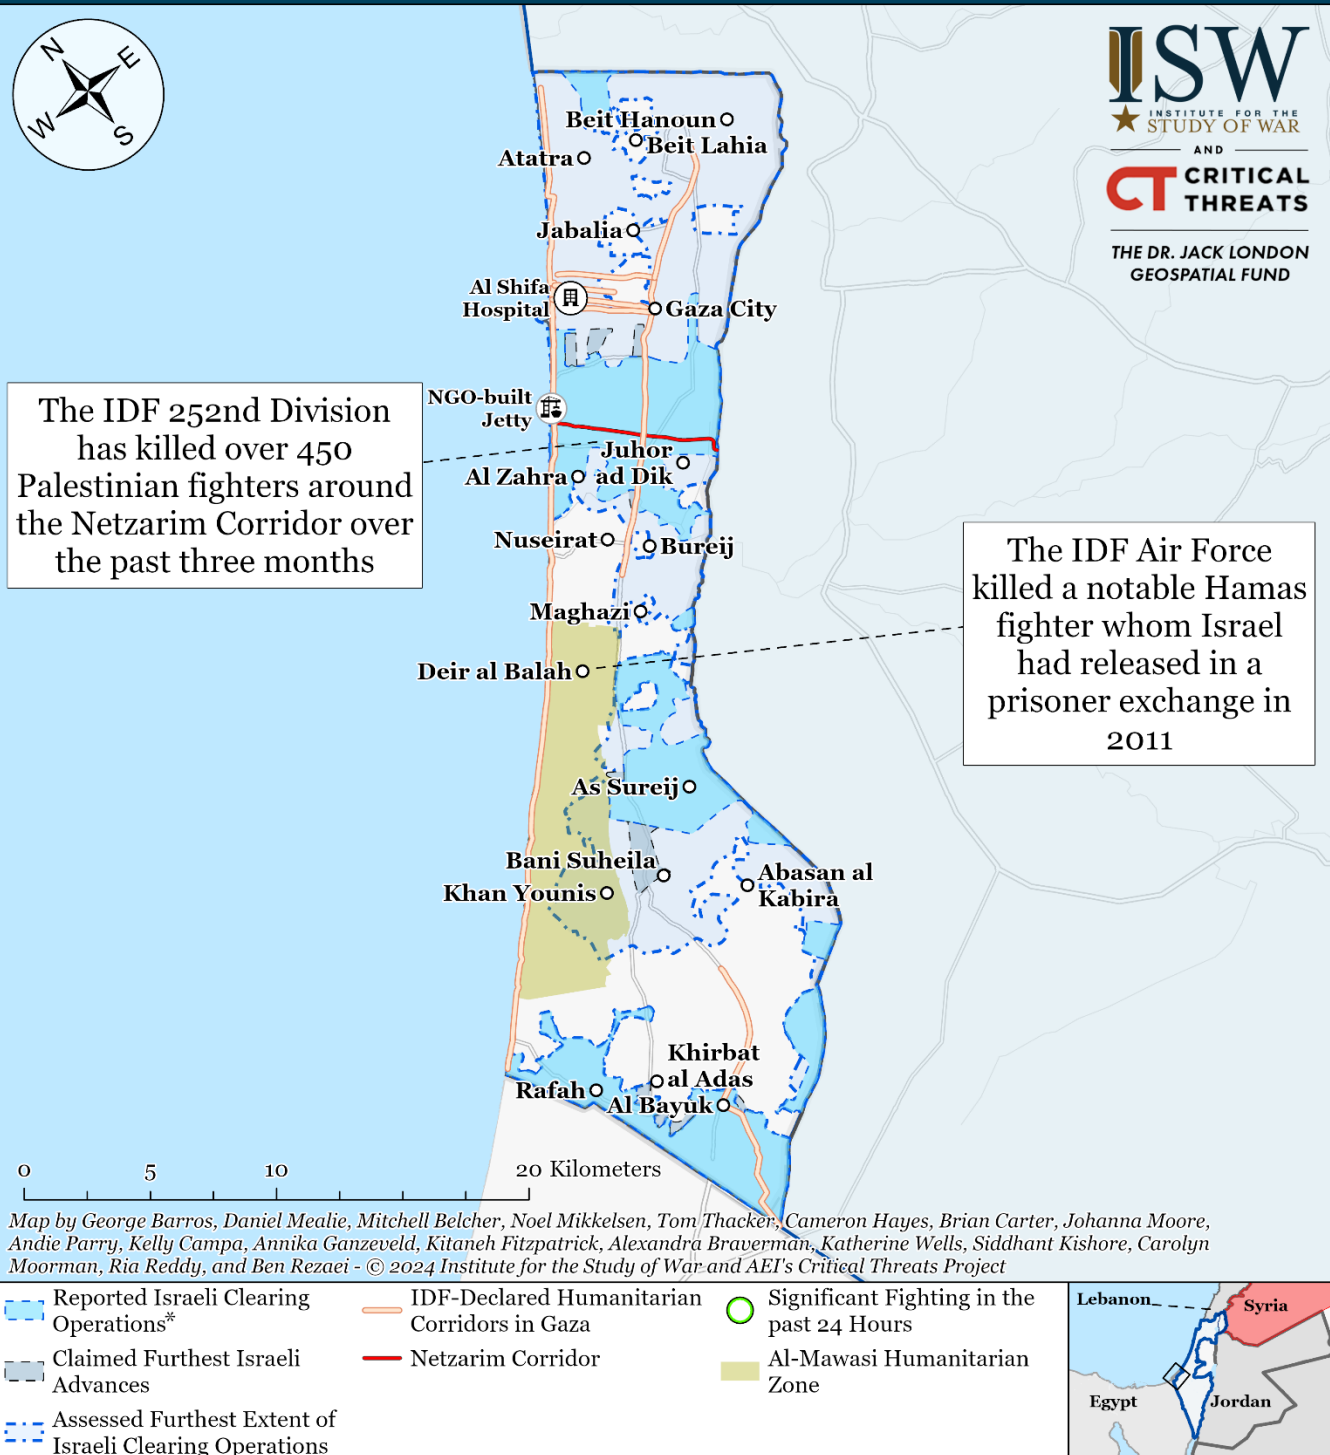 N
E
W
S
ISW
INSTITUTE FOR THE
STUDY OF WAR
AND
CT CRITICAL
THREATS
THE DR. JACK LONDON
GEOSPATIAL FUND
Beit Hanoun
Beit Lahia
Atatra
Jabalia
Al Shifa
Hospital
Gaza City
NGO-built
Jetty
The IDF 252nd Division
has killed over 450
Palestinian fighters around
the Netzarim Corridor over
the past three months
Juhor
ad Dik
Al Zahra
Nuseirat
Bureij
Maghazi
Deir al Balah
The IDF Air Force
killed a notable Hamas
fighter whom Israel
had released in a
prisoner exchange in
2011
As Sureij
Bani Suheila
Khan Younis
Abasan al
Kabira
Khirbat
al Adas
Rafah
Al Bayuk
0 5 10 20 Kilometers
Map by George Barros, Daniel Mealie, Mitchell Belcher, Noel Mikkelsen, Tom Thacker, Cameron Hayes, Brian Carter, Johanna Moore,
Andie Parry, Kelly Campa, Annika Ganzeveld, Kitaneh Fitzpatrick, Alexandra Braverman, Katherine Wells, Siddhant Kishore, Carolyn
Moorman, Ria Reddy, and Ben Rezaei - © 2024 Institute for the Study of War and AEI's Critical Threats Project
Reported Israeli Clearing
Operations*
Claimed Furthest Israeli
Advances
Assessed Furthest Extent of
Israeli Clearing Operations
IDF-Declared Humanitarian
Corridors in Gaza
Netzarim Corridor
Significant Fighting in the
past 24 Hours
Al-Mawasi Humanitarian
Zone
Lebanon
Syria
Egypt
Jordan